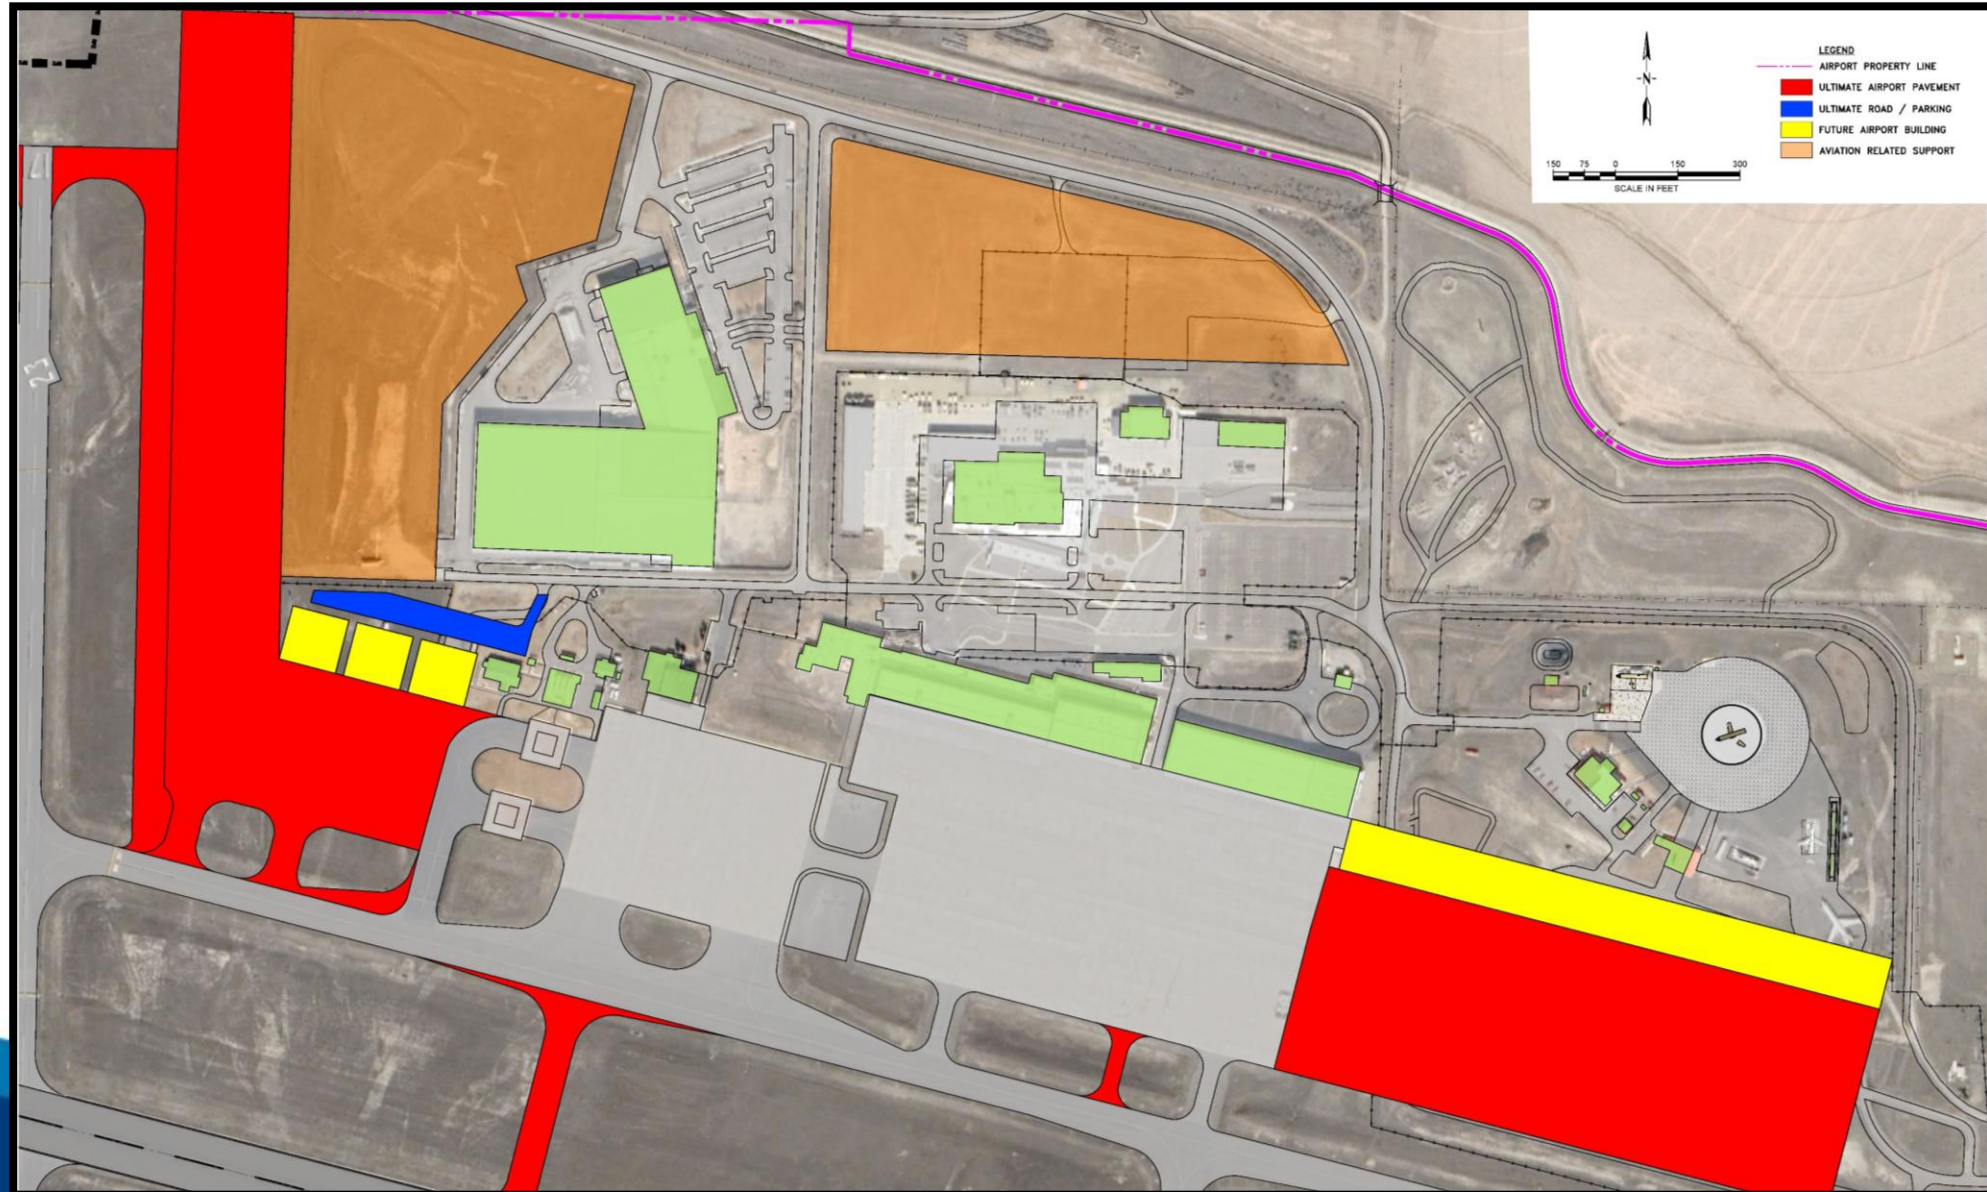 LEGEND
AIRPORT PROPERTY LINE
ULTIMATE AIRPORT PAVEMENT
ULTIMATE ROAD / PARKING
FUTURE AIRPORT BUILDING
AVIATION RELATED SUPPORT
-N-
150 75 0 150 300
SCALE IN FEET
23